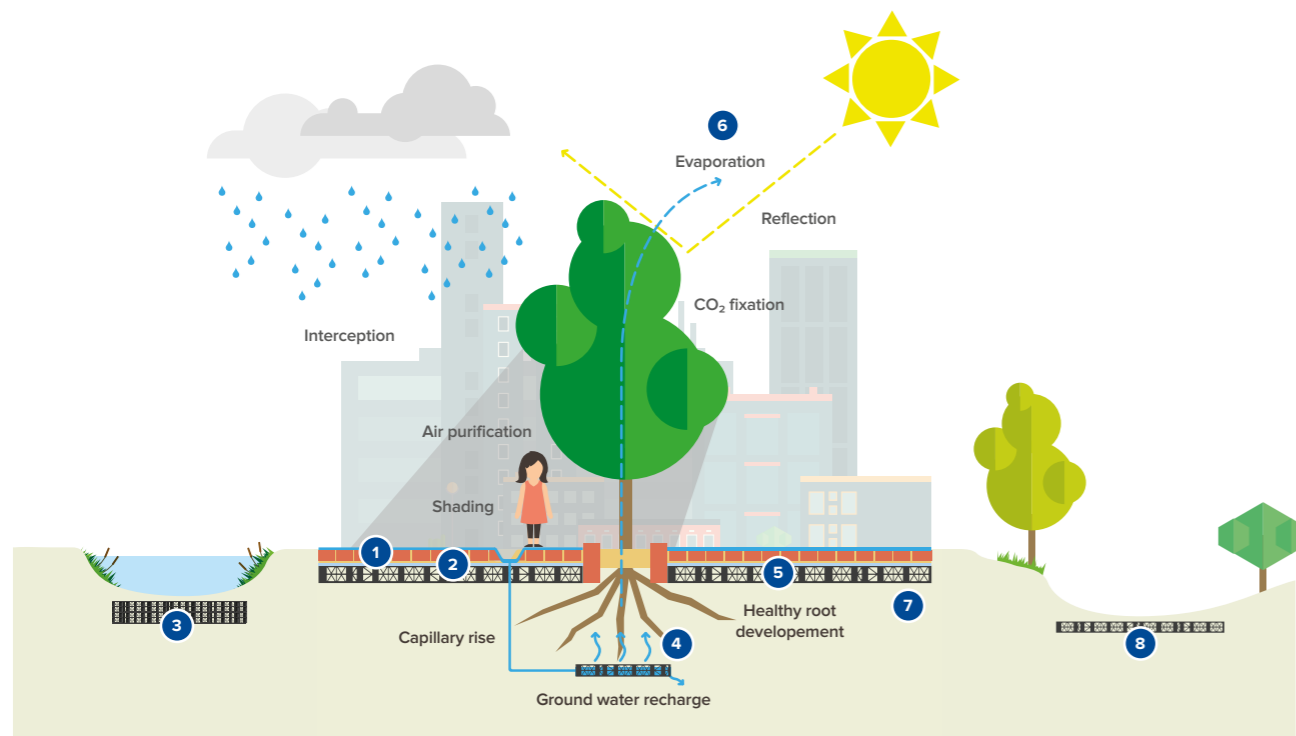 6
Evaporation
Reflection
CO₂ fixation
Interception
Air purification
Shading
1
2
5
3
7
Healthy root
developement
Capillary rise
4
8
Ground water recharge